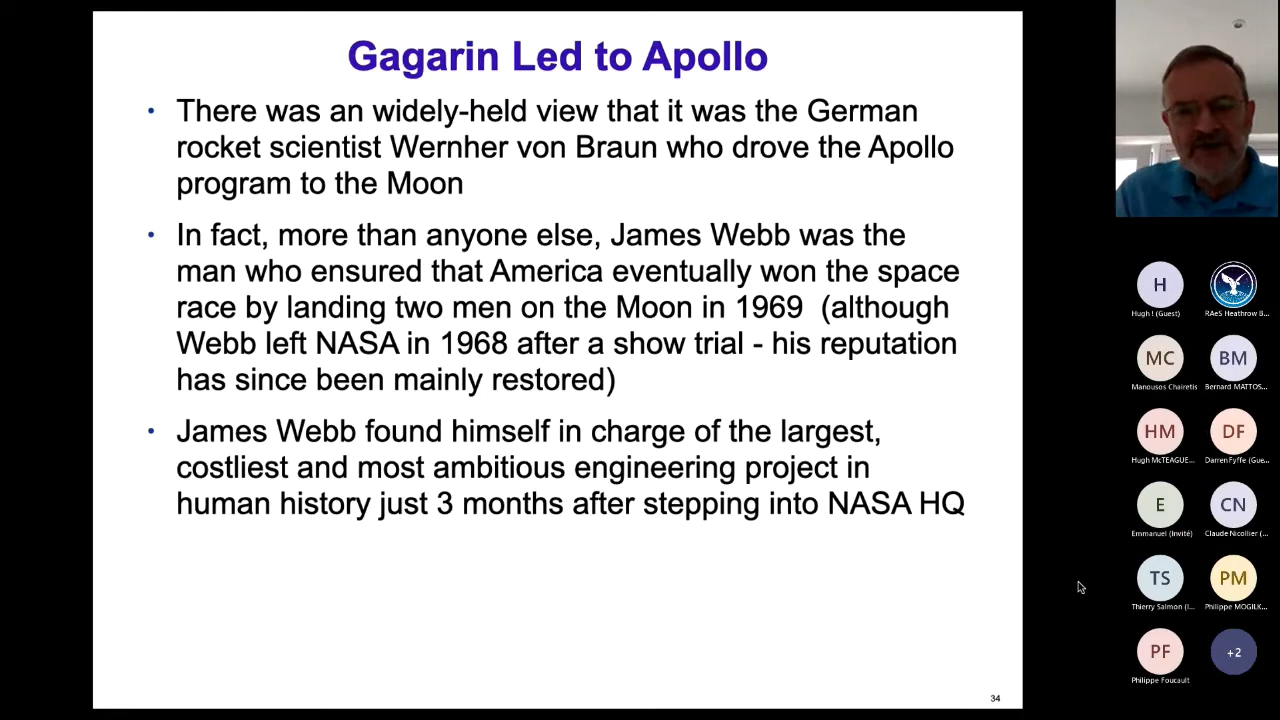 Gagarin Led to Apollo
• There was an widely-held view that it was the German
rocket scientist Wernher von Braun who drove the Apollo
program to the Moon
• In fact, more than anyone else, James Webb was the
man who ensured that America eventually won the space
race by landing two men on the Moon in 1969 (although
Webb left NASA in 1968 after a show trial - his reputation
has since been mainly restored)
• James Webb found himself in charge of the largest,
costliest and most ambitious engineering project in
human history just 3 months after stepping into NASA HQ
34
H
Hugh ! (Guest)
RAeS Heathrow B...
MC
Manousos Chairetis
BM
Bernard MATTOS...
HM
Hugh McTEAGUE...
DF
Darren Fyffe (Gue...
E
Emmanuel (Invité)
CN
Claude Nicollier (...
TS
Thierry Salmon (I...
PM
Philippe MOGILK...
PF
Philippe Foucault
+2